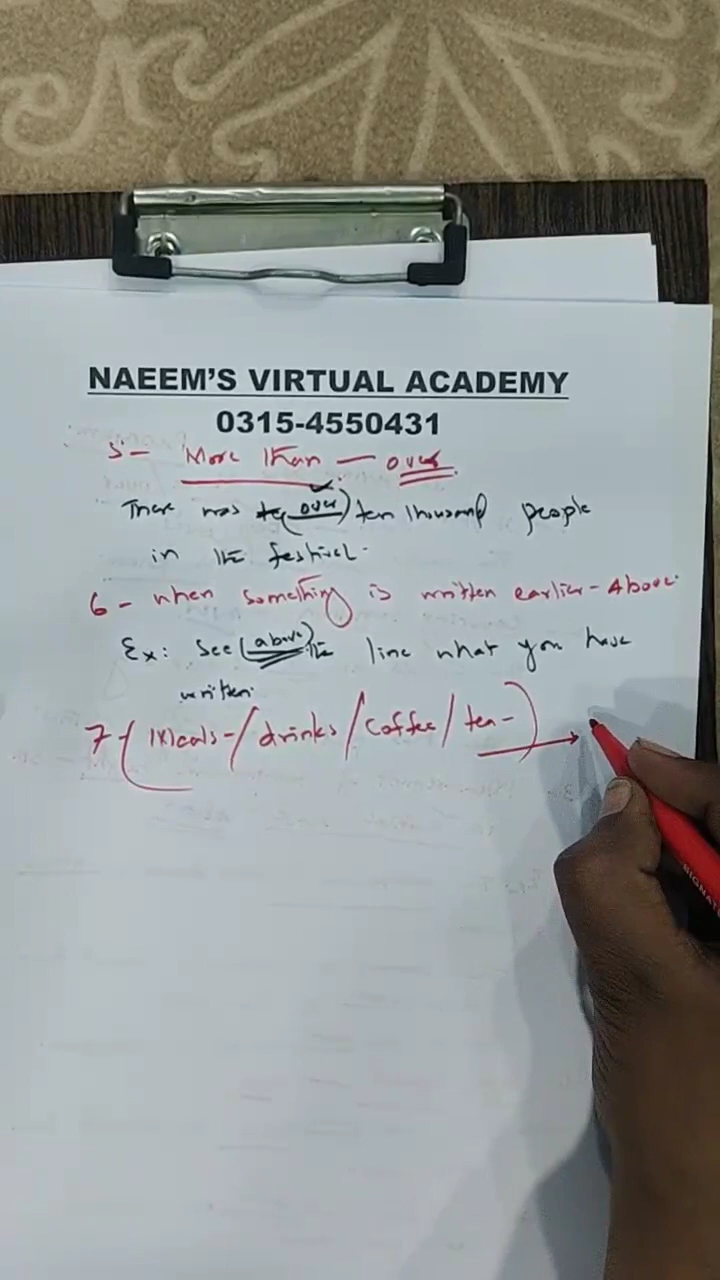 NAEEM'S VIRTUAL ACADEMY
0315-4550431
5- More than - over
There was (over) ten thousand people
in the festival.
6- when something is written earlier - Above
Ex: See (above) the line what you have
written.
7- (Meals-/drinks/coffee/tea-)
SIGNAT